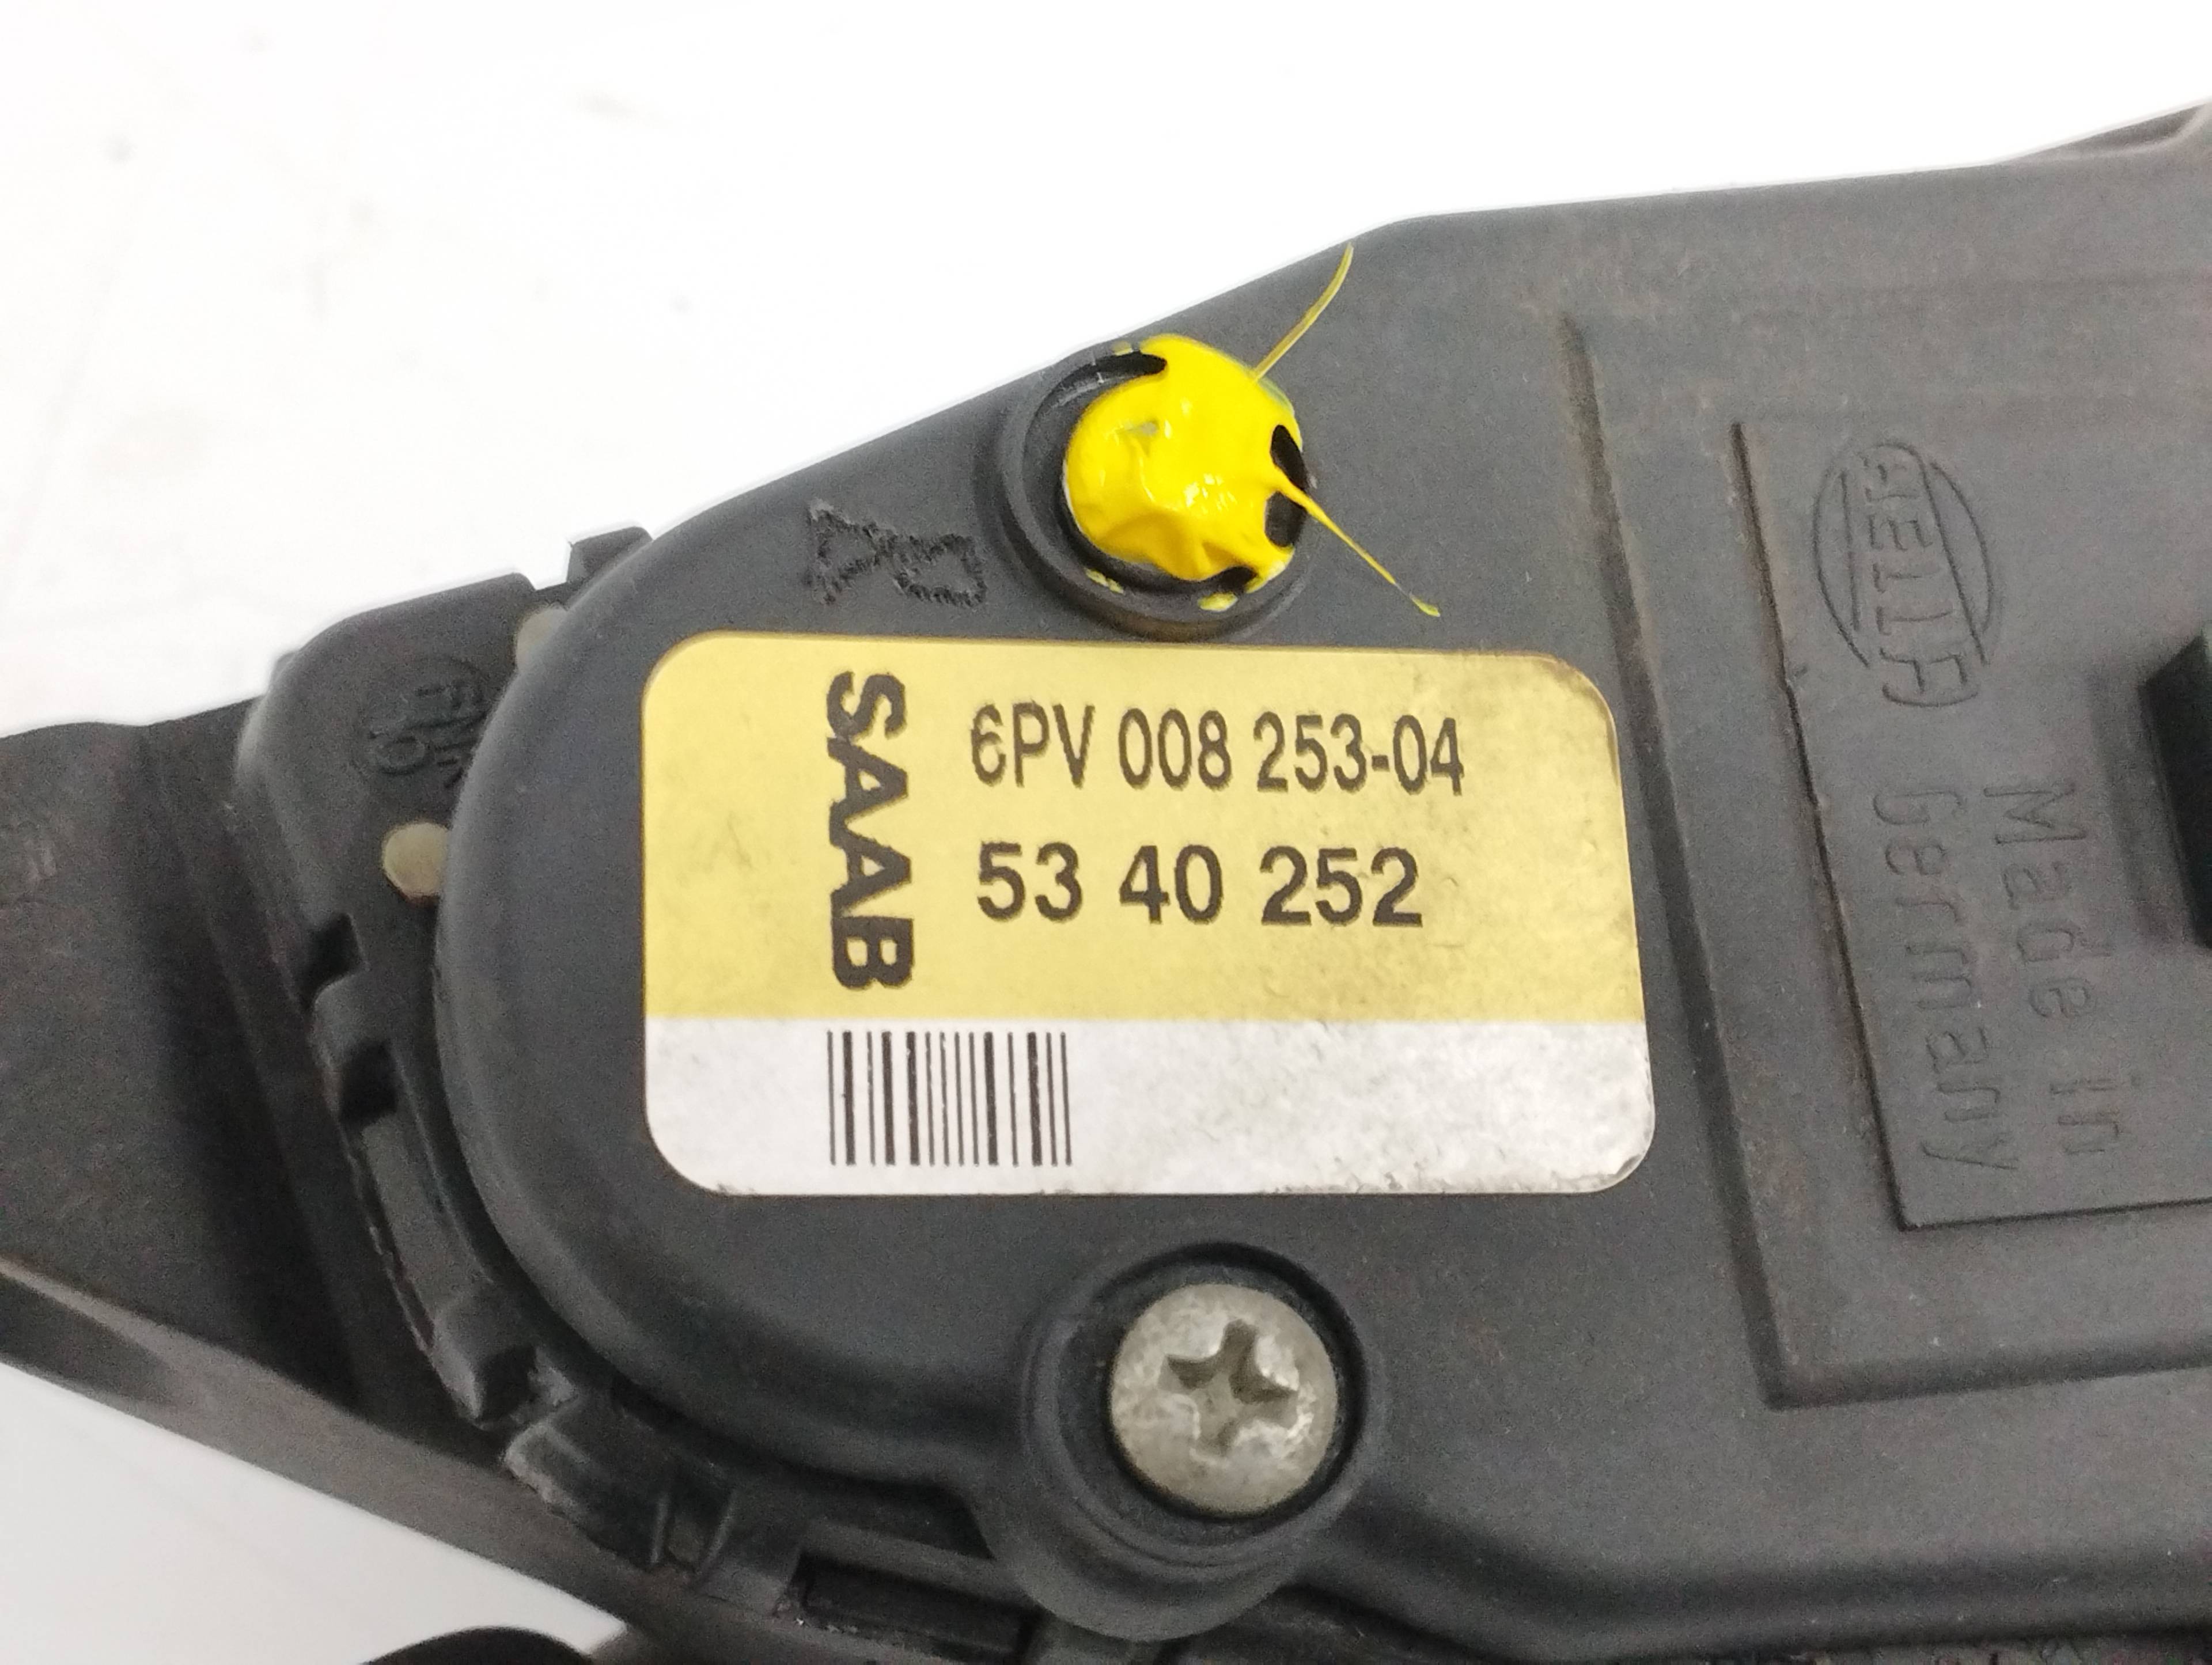 SAAB
6PV 008 253-04
53 40 252
HELLA
Made in
Germany